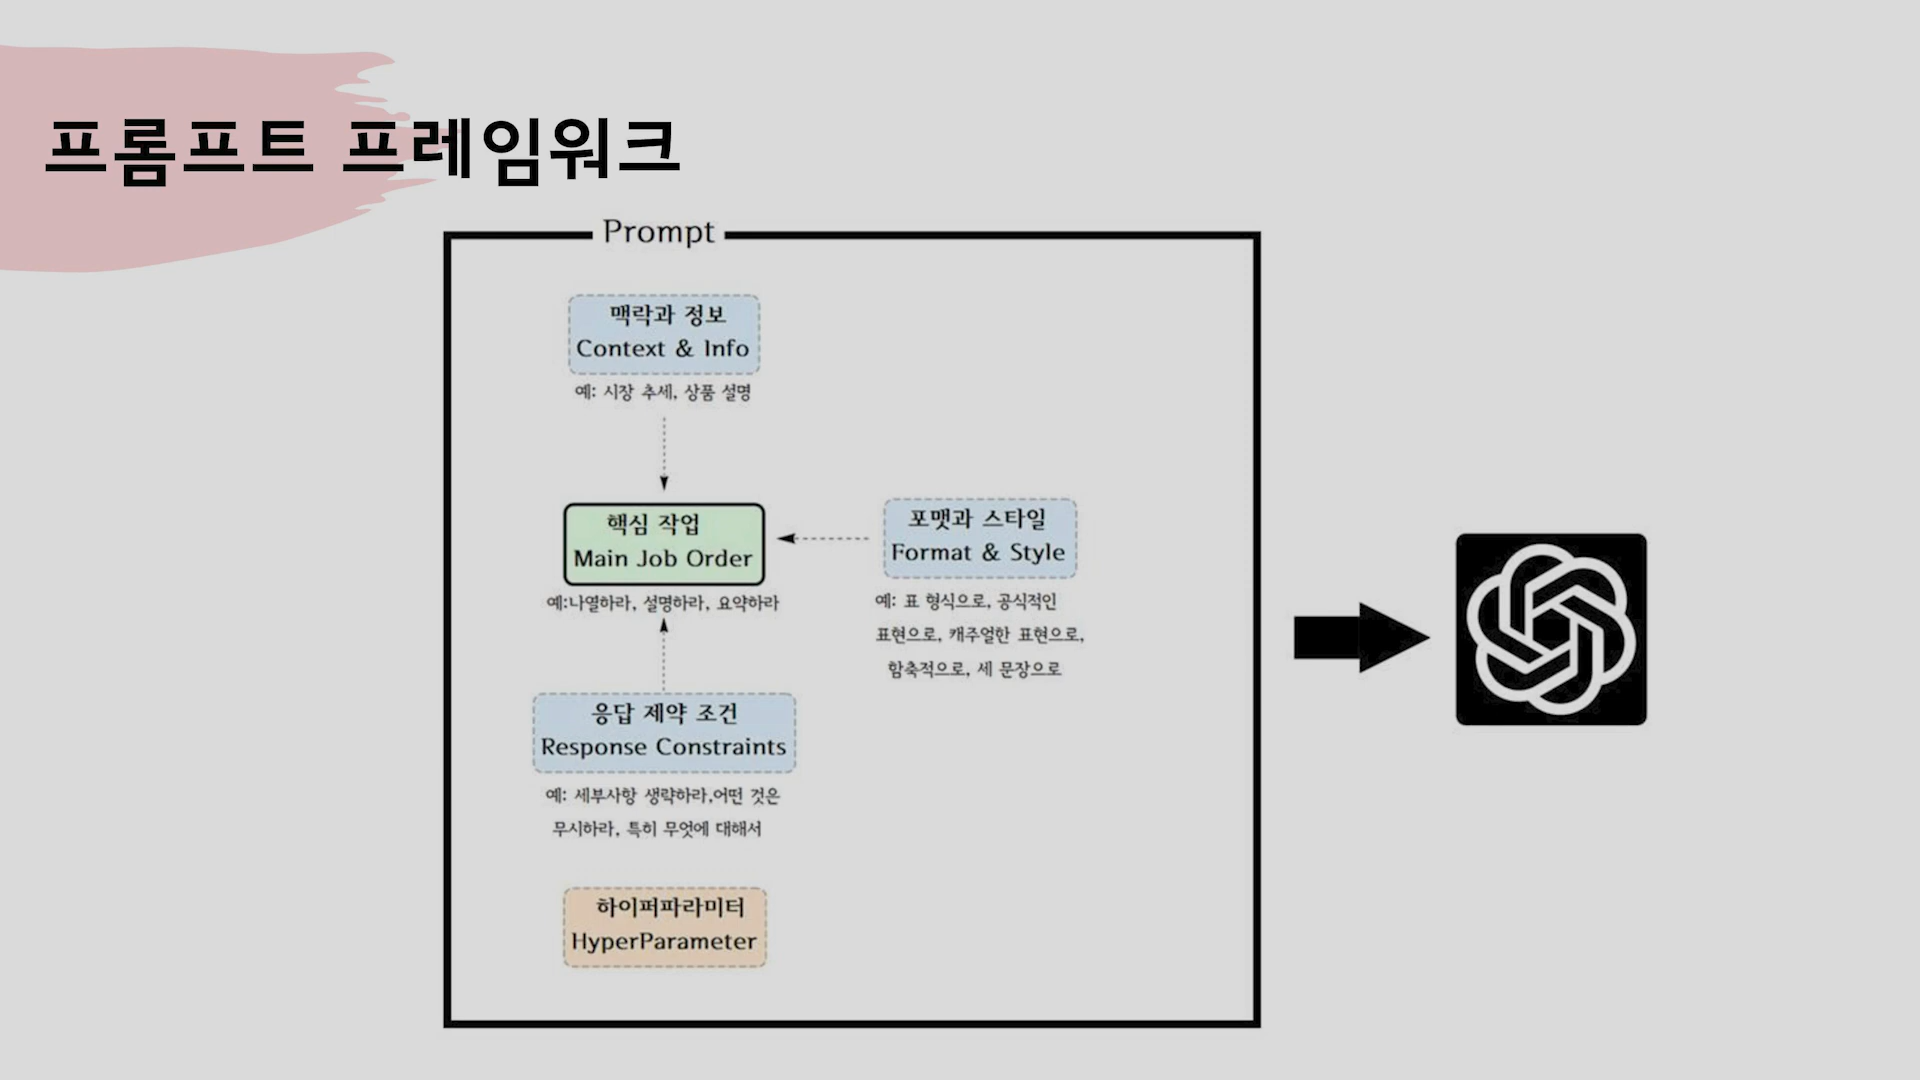 프롬프트 프레임워크
Prompt
맥락과 정보
Context & Info
예: 시장 추세, 상품 설명
핵심 작업
Main Job Order
예:나열하라, 설명하라, 요약하라
포맷과 스타일
Format & Style
예: 표 형식으로, 공식적인
표현으로, 캐주얼한 표현으로,
함축적으로, 세 문장으로
응답 제약 조건
Response Constraints
예: 세부사항 생략하라,어떤 것은
무시하라, 특히 무엇에 대해서
하이퍼파라미터
HyperParameter